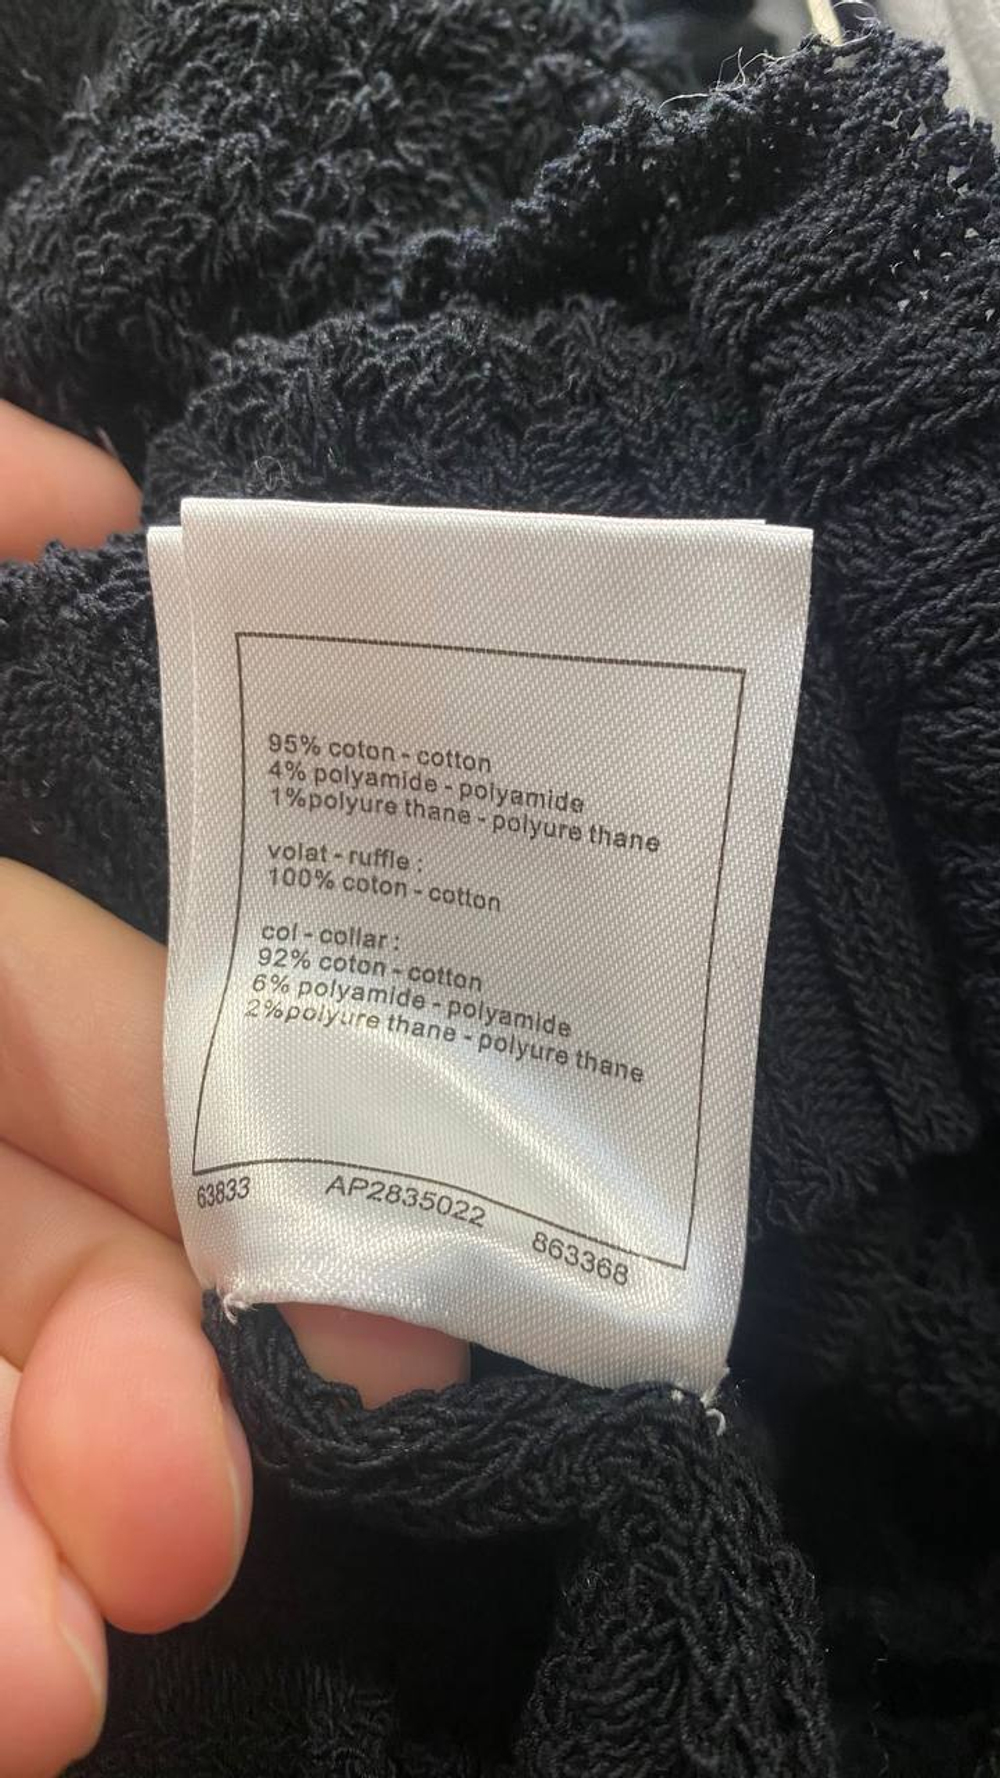 95% coton - cotton
4% polyamide - polyamide
1%polyure thane - polyure thane
volat - ruffle :
100% coton - cotton
col - collar :
92% coton - cotton
6% polyamide - polyamide
2%polyure thane - polyure thane
63833 AP2835022 863368